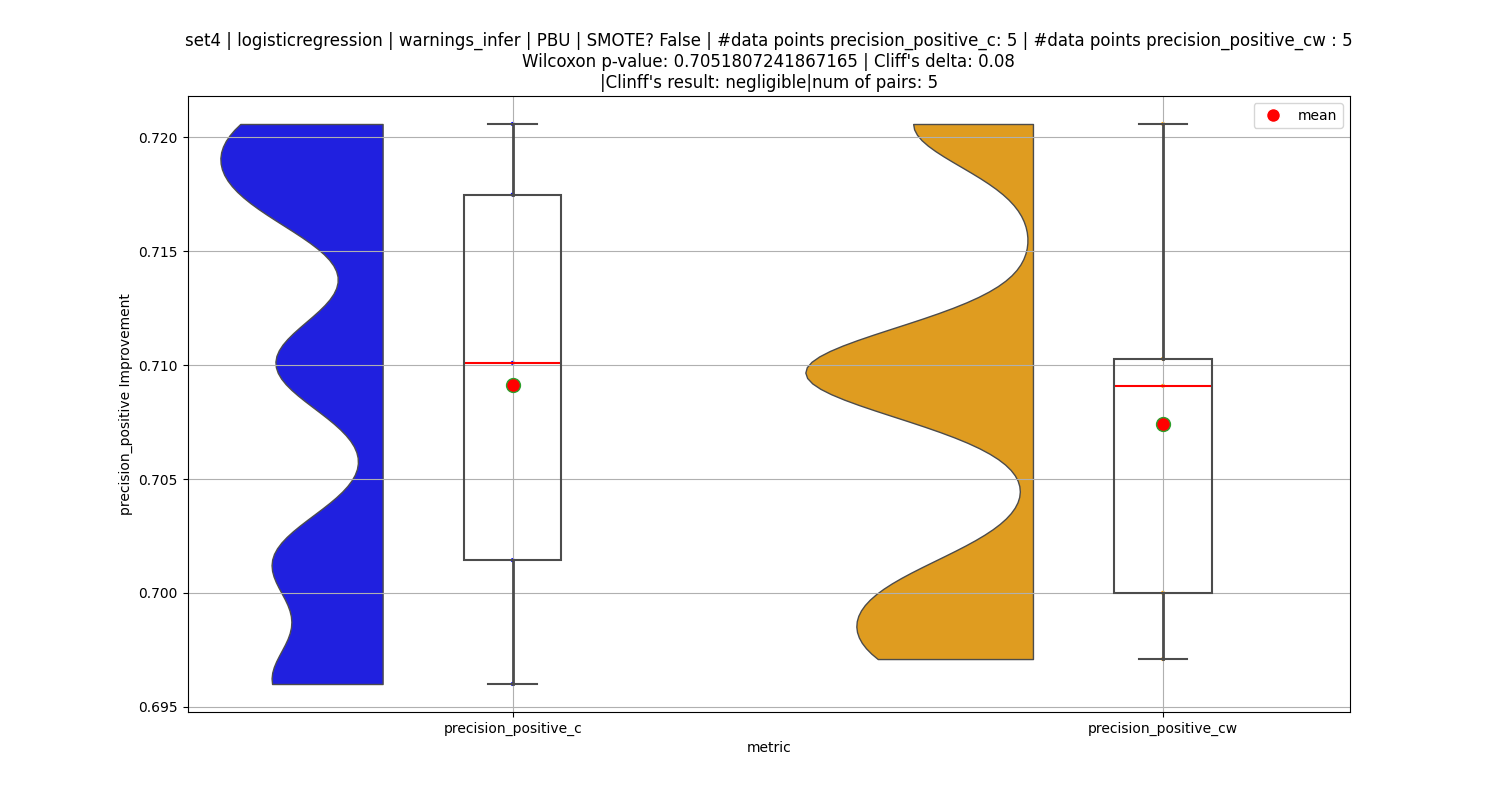 set4 | logisticregression | warnings_infer | PBU | SMOTE? False | #data points precision_positive_c: 5 | #data points precision_positive_cw : 5
Wilcoxon p-value: 0.7051807241867165 | Cliff's delta: 0.08
|Clinff's result: negligible|num of pairs: 5
mean
0.720
0.715
0.710
0.705
0.700
0.695
precision_positive Improvement
precision_positive_c
precision_positive_cw
metric